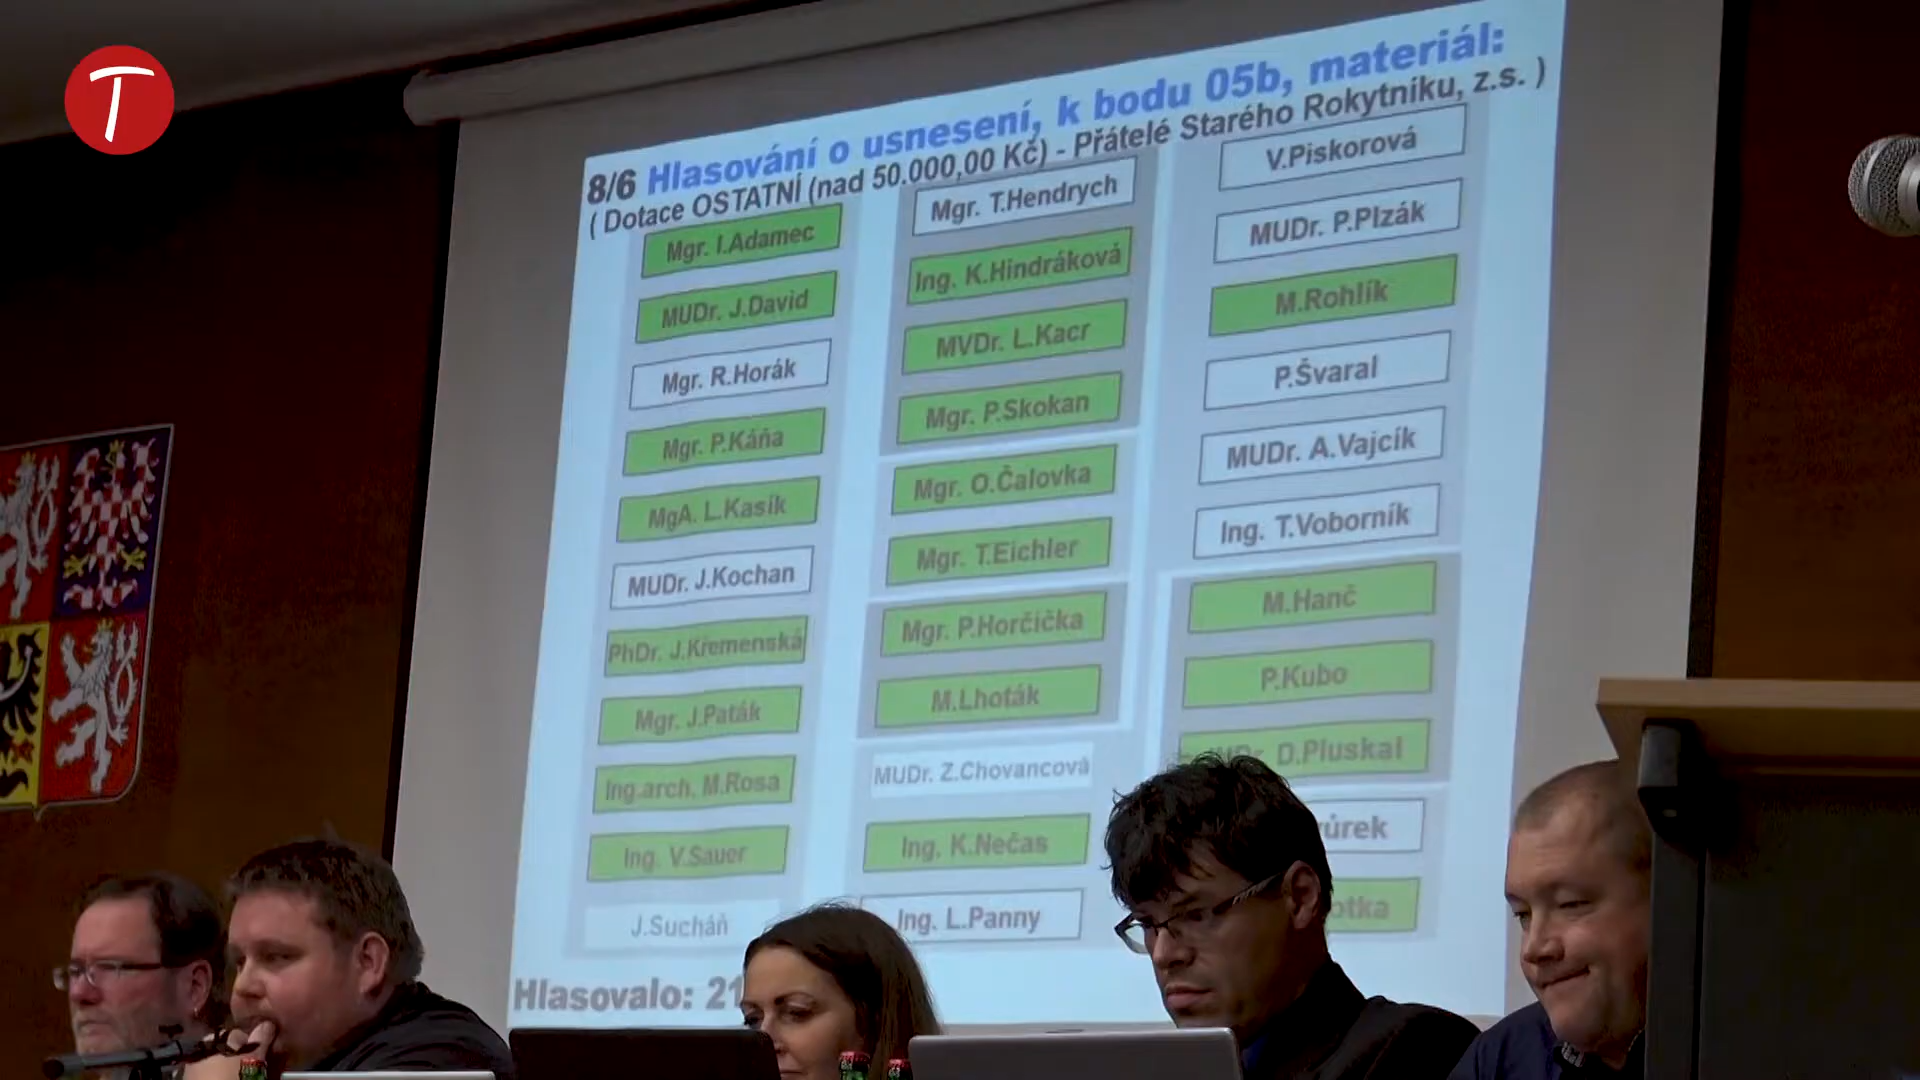 T
8/6 Hlasování o usnesení, k bodu 05b, materiál:
( Dotace OSTATNÍ (nad 50.000,00 Kč) - Přátelé Starého Rokytníku, z.s. )
Mgr. I.Adamec
MUDr. J.David
Mgr. R.Horák
Mgr. P.Káňa
MgA. L.Kasík
MUDr. J.Kochan
PhDr. J.Křemenská
Mgr. J.Paták
Ing.arch. M.Rosa
Ing. V.Sauer
J.Sucháň
Mgr. T.Hendrych
Ing. K.Hindráková
MVDr. L.Kacr
Mgr. P.Skokan
Mgr. O.Čalovka
Mgr. T.Eichler
Mgr. P.Horčička
M.Lhoták
MUDr. Z.Chovancová
Ing. K.Nečas
Ing. L.Panny
V.Piskorová
MUDr. P.Plzák
M.Rohlík
P.Švaral
MUDr. A.Vajcík
Ing. T.Voborník
M.Hanč
P.Kubo
D.Pluskal
Hlasovalo: 21